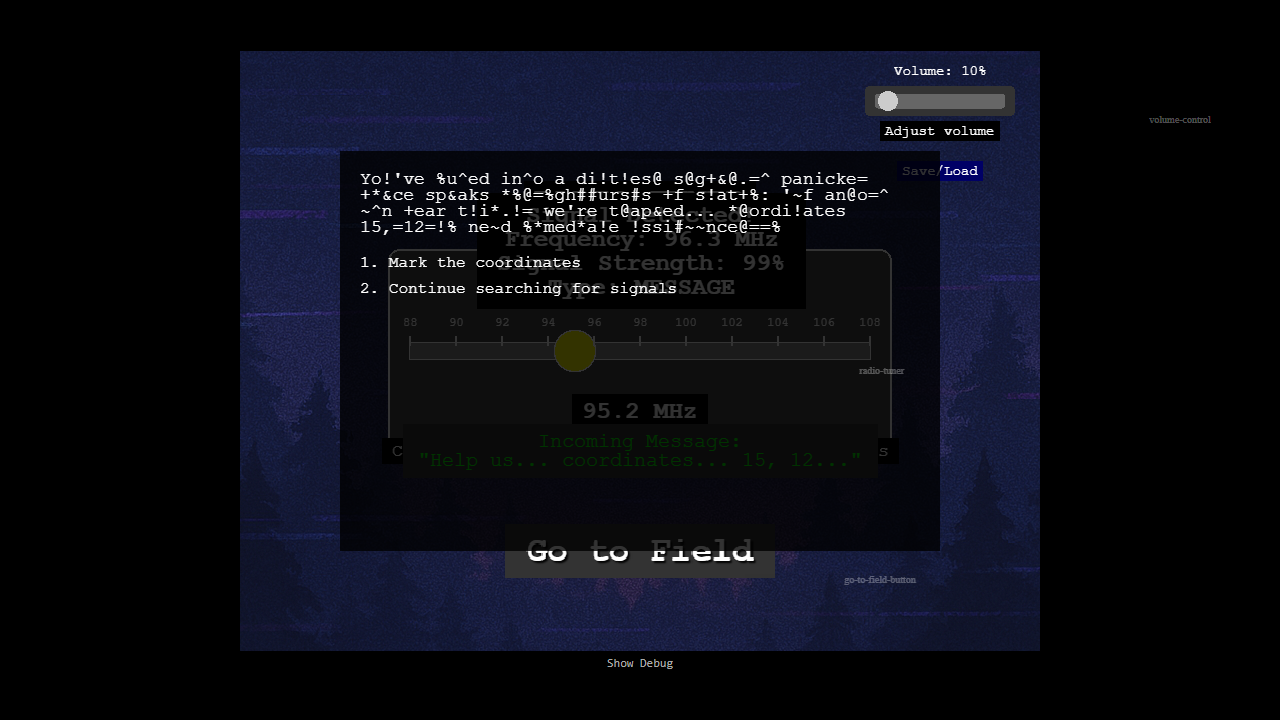 Volume: 10%
volume-control
Adjust volume
Save/Load
Yo!'ve %u^ed in^o a di!t!es@ s@g+&@.=^ panicke=
+*&ce sp&aks *%@=%gh##urs#s +f s!at+%: '~f an@o=^
~^n +ear t!i*.!= we're t@ap&ed... *@ordi!ates
15,=12=!% ne~d %*med*a!e !ssi#~~nce@==%
Signal Detected
Frequency: 96.3 MHz
Signal Strength: 99%
Type: MESSAGE
1. Mark the coordinates
2. Continue searching for signals
88 90 92 94 96 98 100 102 104 106 108
radio-tuner
95.2 MHz
Incoming Message:
"Help us... coordinates... 15, 12..."
Go to Field
go-to-field-button
Show Debug